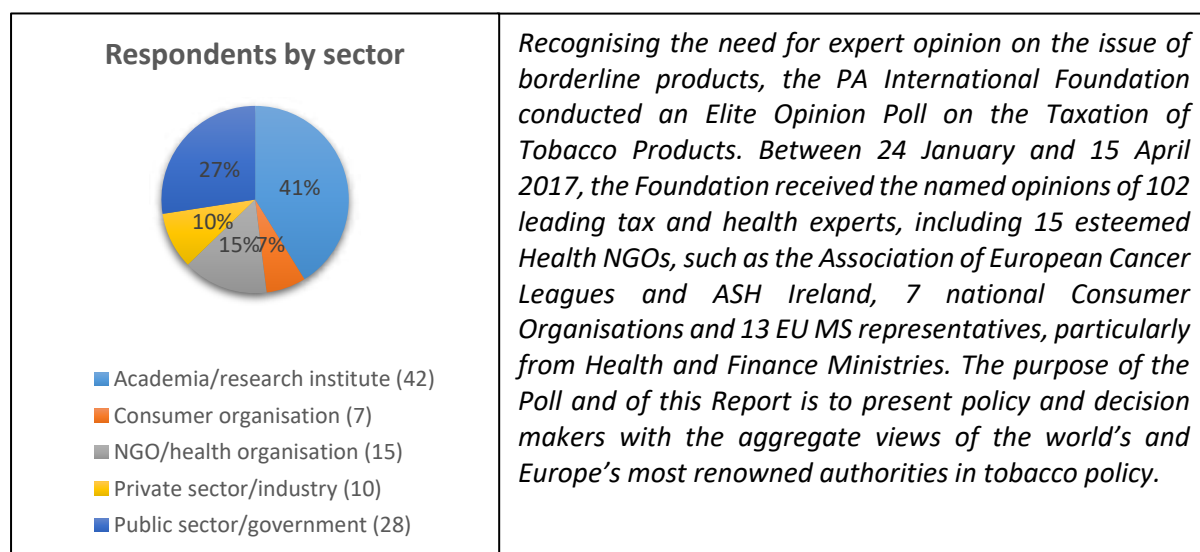 Respondents by sector
27%
41%
10%
15%
7%
Academia/research institute (42)
Consumer organisation (7)
NGO/health organisation (15)
Private sector/industry (10)
Public sector/government (28)
Recognising the need for expert opinion on the issue of
borderline products, the PA International Foundation
conducted an Elite Opinion Poll on the Taxation of
Tobacco Products. Between 24 January and 15 April
2017, the Foundation received the named opinions of 102
leading tax and health experts, including 15 esteemed
Health NGOs, such as the Association of European Cancer
Leagues and ASH Ireland, 7 national Consumer
Organisations and 13 EU MS representatives, particularly
from Health and Finance Ministries. The purpose of the
Poll and of this Report is to present policy and decision
makers with the aggregate views of the world’s and
Europe’s most renowned authorities in tobacco policy.